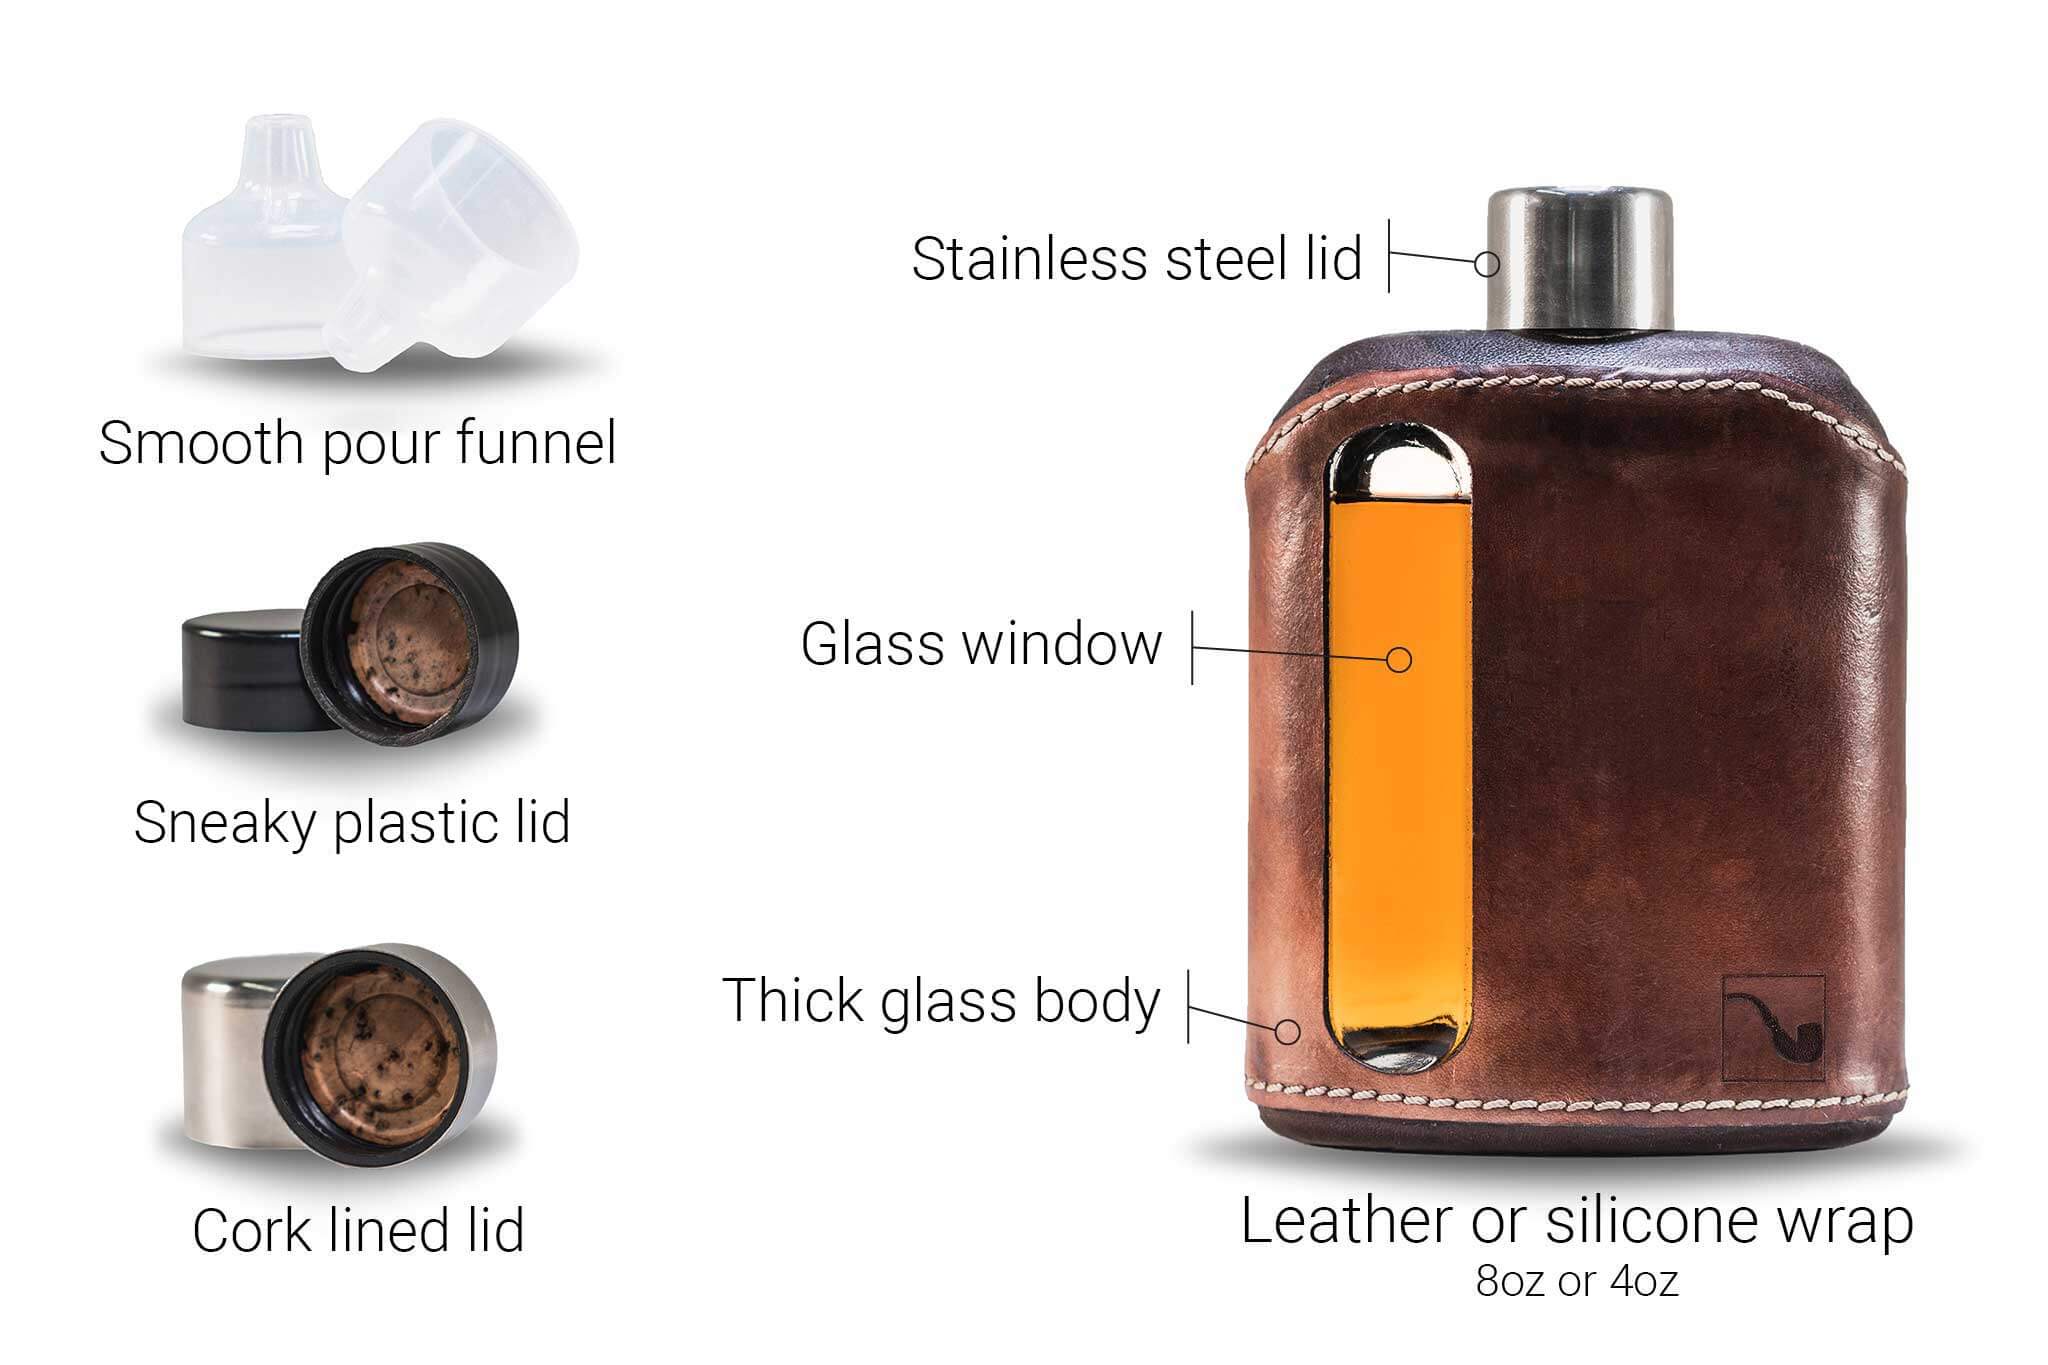 Smooth pour funnel
Sneaky plastic lid
Cork lined lid
Stainless steel lid
Glass window
Thick glass body
Leather or silicone wrap
8oz or 4oz